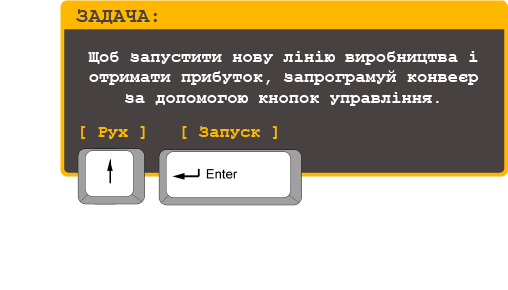 ЗАДАЧА:
Щоб запустити нову лінію виробництва і
отримати прибуток, запрограмуй конвеєр
за допомогою кнопок управління.
[ Рух ] [ Запуск ]
Enter